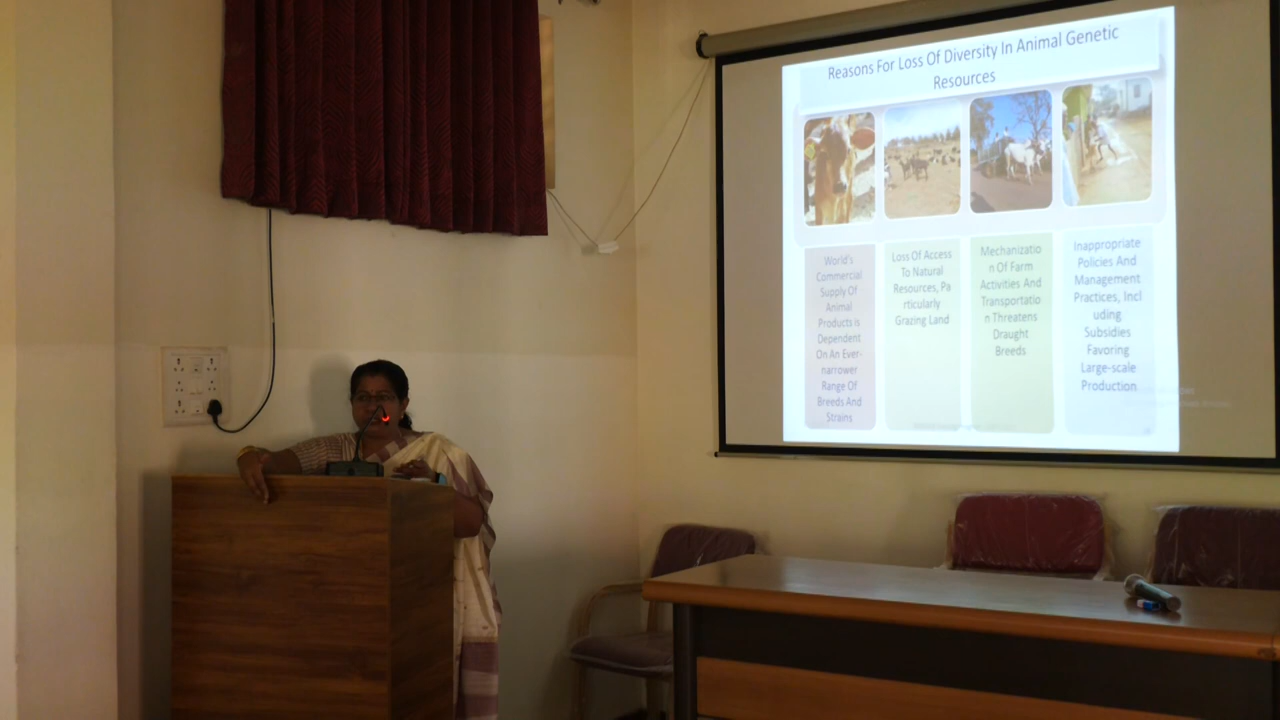 Reasons For Loss Of Diversity In Animal Genetic
Resources
World's
Commercial
Supply Of
Animal
Products is
Dependent
On An Ever-
narrower
Range Of
Breeds And
Strains
Loss Of Access
To Natural
Resources, Pa
rticularly
Grazing Land
Mechanizatio
n Of Farm
Activities And
Transportatio
n Threatens
Draught
Breeds
Inappropriate
Policies And
Management
Practices, Incl
uding
Subsidies
Favoring
Large-scale
Production